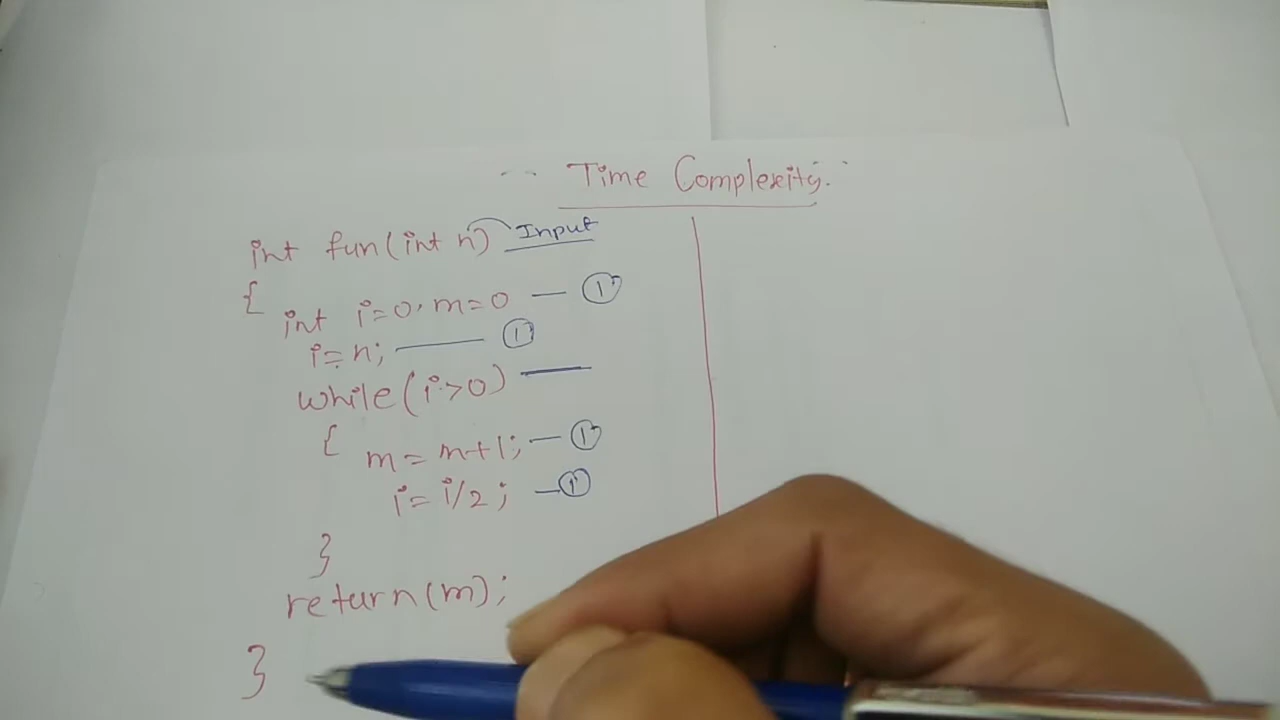 Time Complexity.
int fun(int n) Input
{
int i=0, m=0 — 1
i=n; — 1
while(i>0) —
{
m=m+1; — 1
i=i/2; — 1
}
return(m);
}